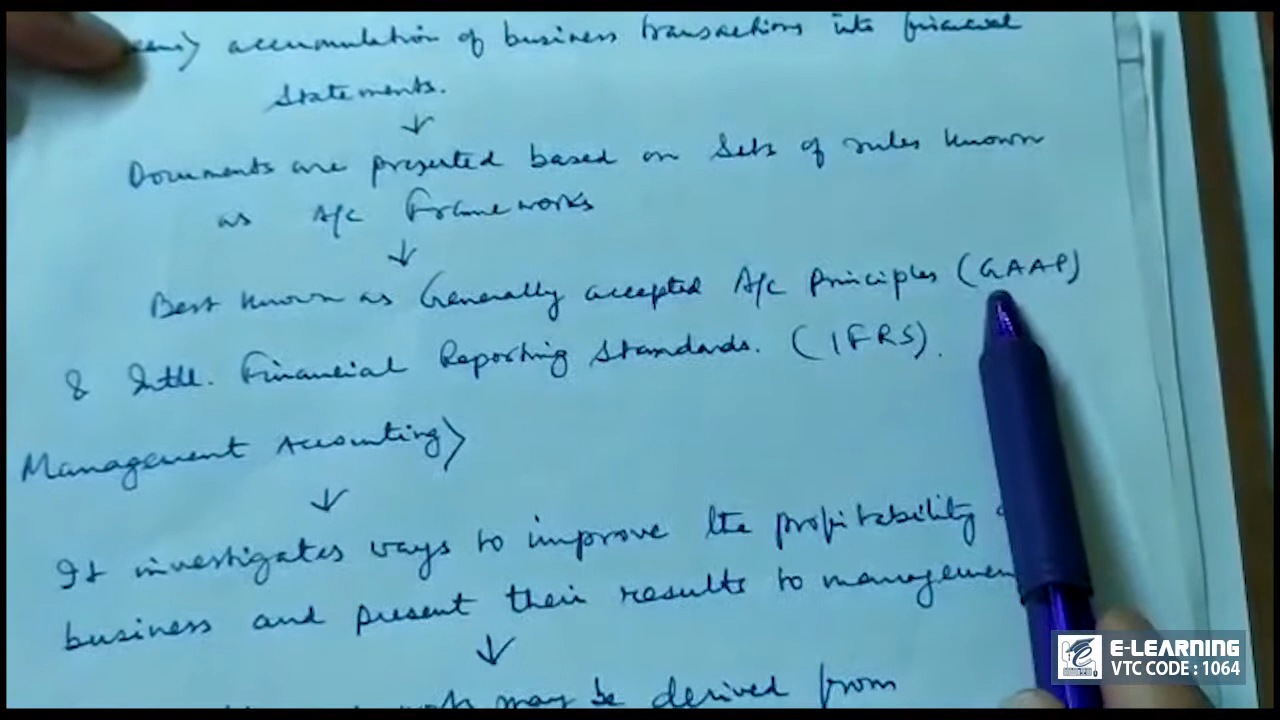 accumulation of business transactions into financial
Statements.
↓
Documents are presented based on Sets of rules known
as A/c Frameworks
↓
Best known as Generally accepted A/c Principles (GAAP)
& Intl. Financial Reporting Standards. (IFRS).
Management Accounting>
↓
It investigates ways to improve the profitability
business and present their results to management
↓
may be derived from
E-LEARNING
VTC CODE : 1064